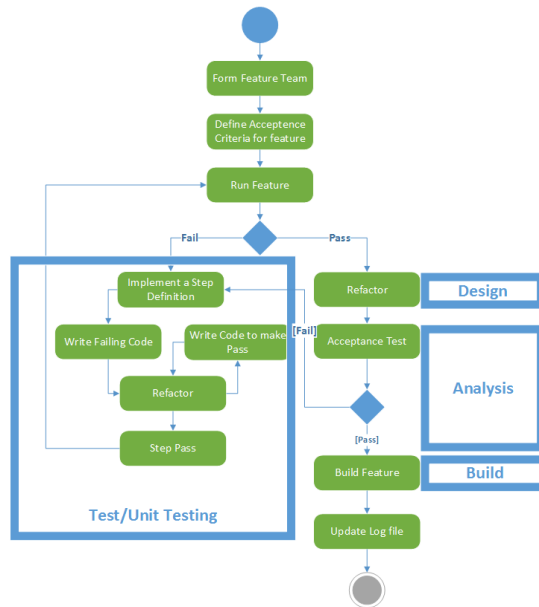 Form Feature Team
Define Acceptence
Criteria for feature
Run Feature
Fail
Pass
Implement a Step
Definition
Refactor
Design
[Fail]
Write Failing Code
Write Code to make
Pass
Acceptance Test
Refactor
Analysis
Step Pass
[Pass]
Build Feature
Build
Test/Unit Testing
Update Log file